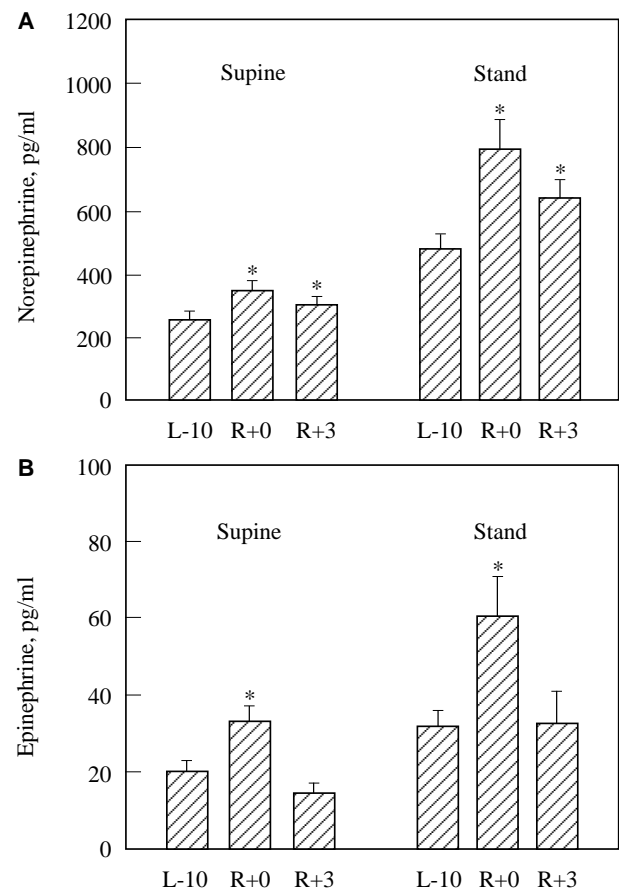 A
1200
1000
800
600
400
200
0
Norepinephrine, pg/ml
Supine
Stand
*
*
*
*
L-10 R+0 R+3
L-10 R+0 R+3
B
100
80
60
40
20
0
Epinephrine, pg/ml
Supine
Stand
*
*
L-10 R+0 R+3
L-10 R+0 R+3